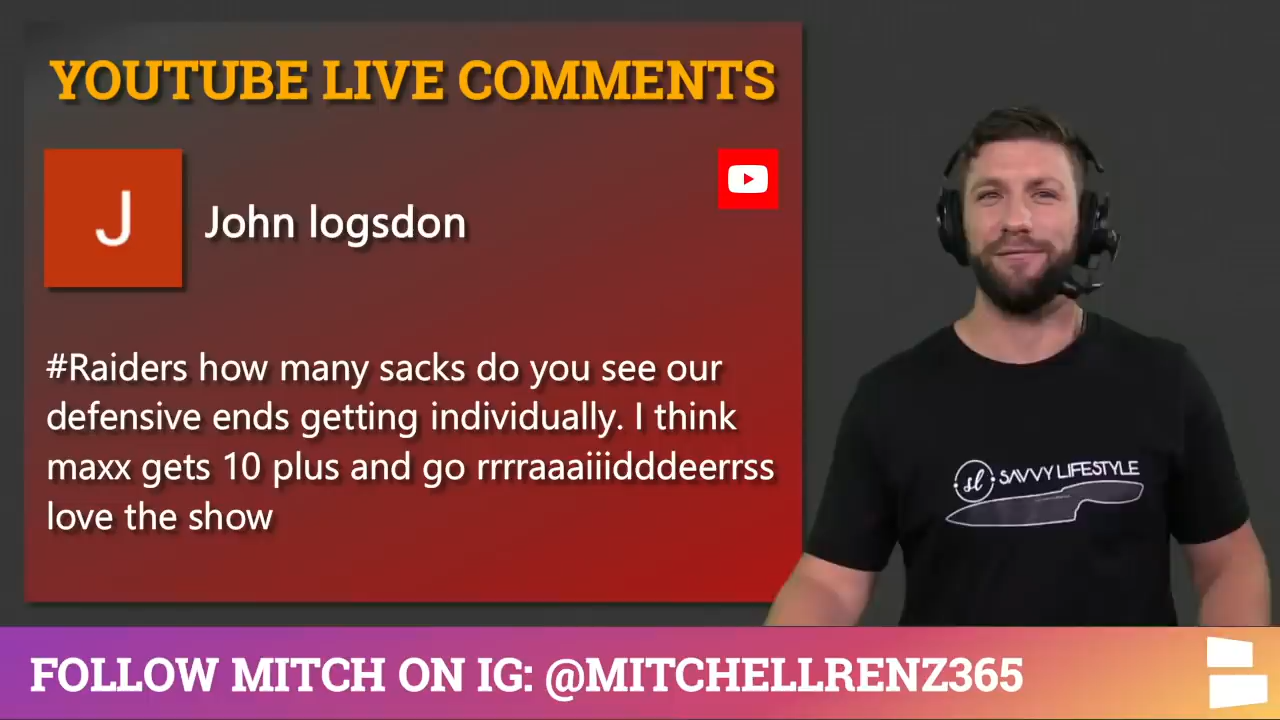 YOUTUBE LIVE COMMENTS
J
John logsdon
#Raiders how many sacks do you see our
defensive ends getting individually. I think
maxx gets 10 plus and go rrrraaaiiidddeerrss
love the show
sl SAVVY LIFESTYLE
FOLLOW MITCH ON IG: @MITCHELLRENZ365